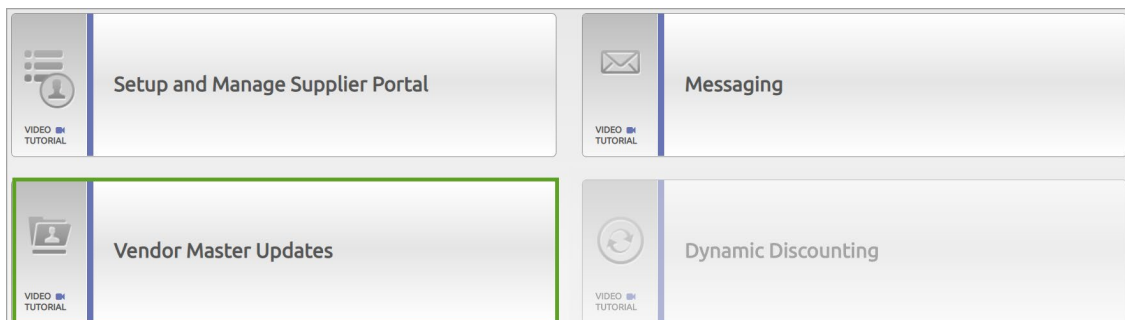 Setup and Manage Supplier Portal
VIDEO
TUTORIAL
Messaging
VIDEO
TUTORIAL
Vendor Master Updates
VIDEO
TUTORIAL
Dynamic Discounting
VIDEO
TUTORIAL